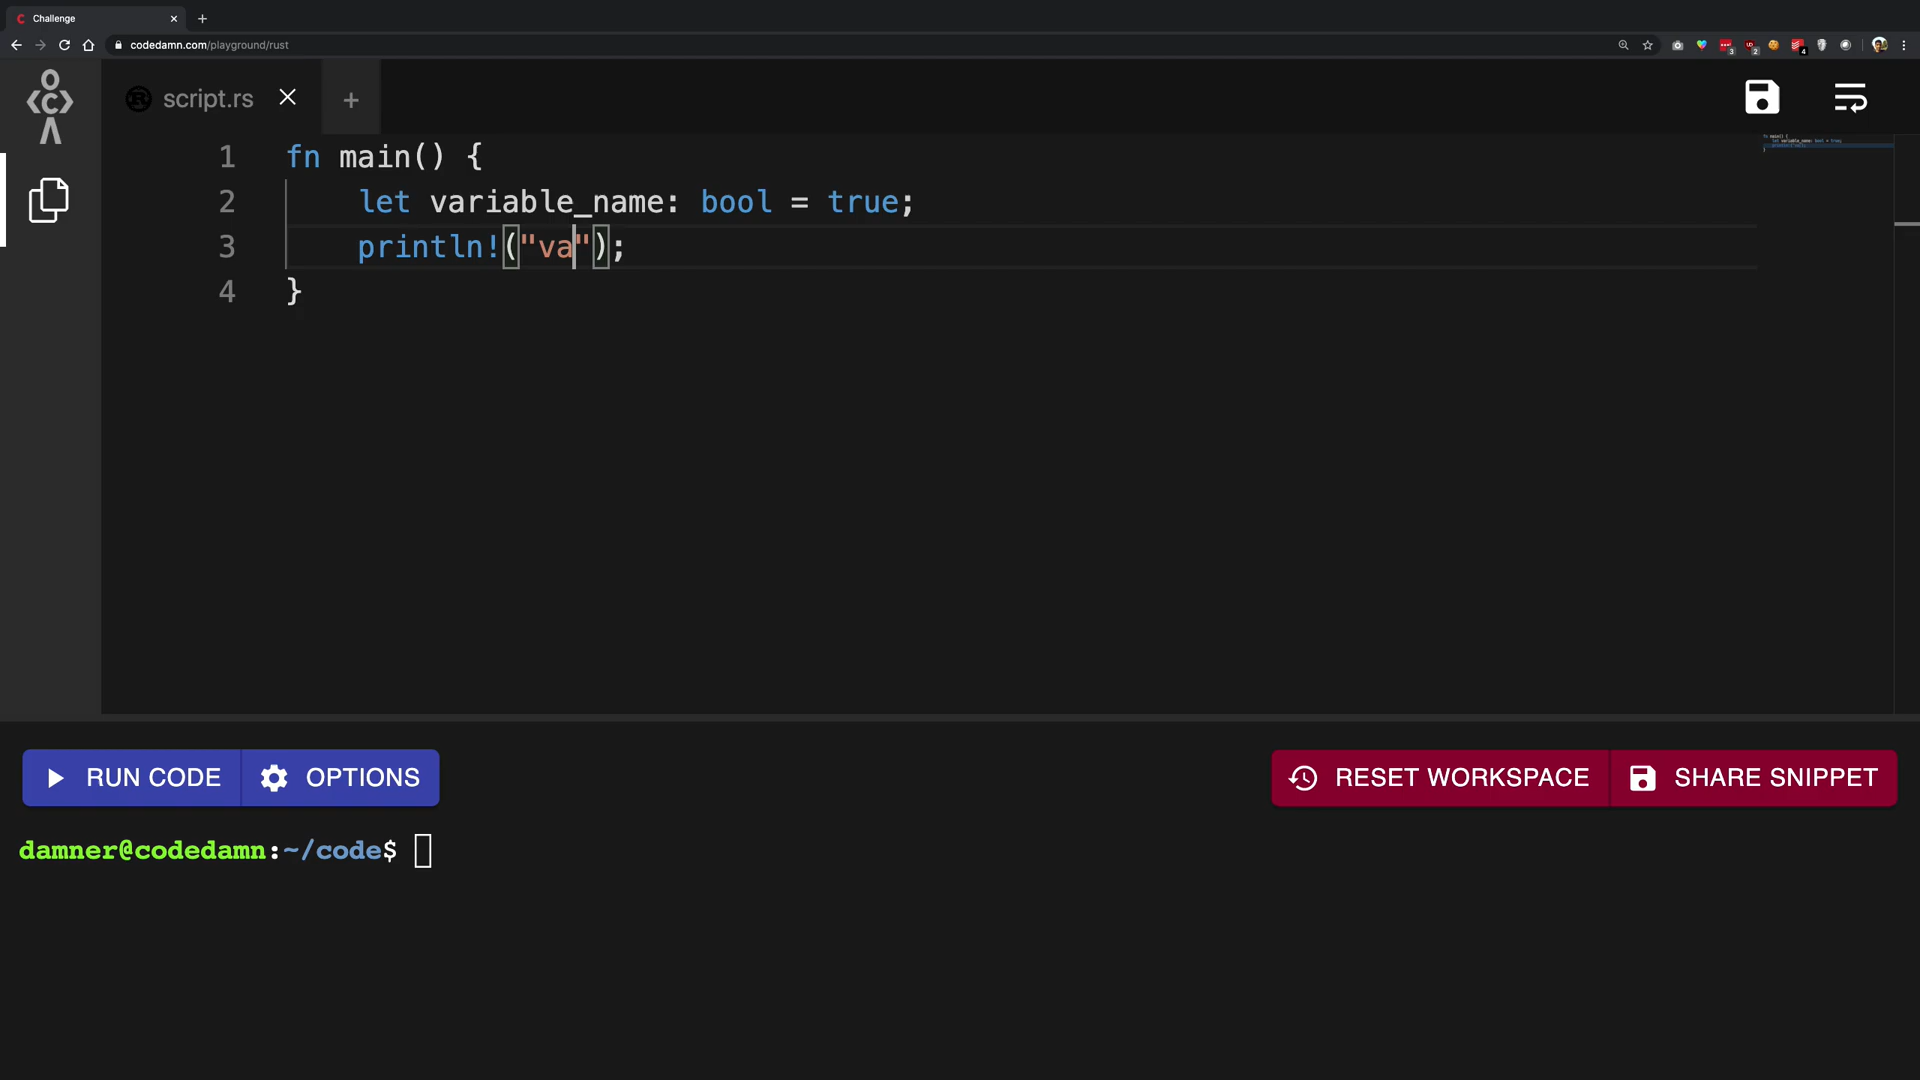 Challenge
codedamn.com/playground/rust
script.rs
1 fn main() {
2 let variable_name: bool = true;
3 println!("va");
4 }
RUN CODE OPTIONS RESET WORKSPACE SHARE SNIPPET
damner@codedamn:~/code$